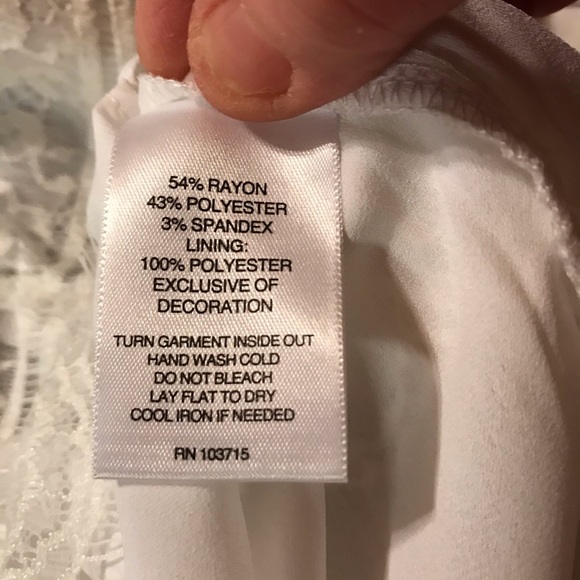 54% RAYON
43% POLYESTER
3% SPANDEX
LINING:
100% POLYESTER
EXCLUSIVE OF
DECORATION
TURN GARMENT INSIDE OUT
HAND WASH COLD
DO NOT BLEACH
LAY FLAT TO DRY
COOL IRON IF NEEDED
RN 103715